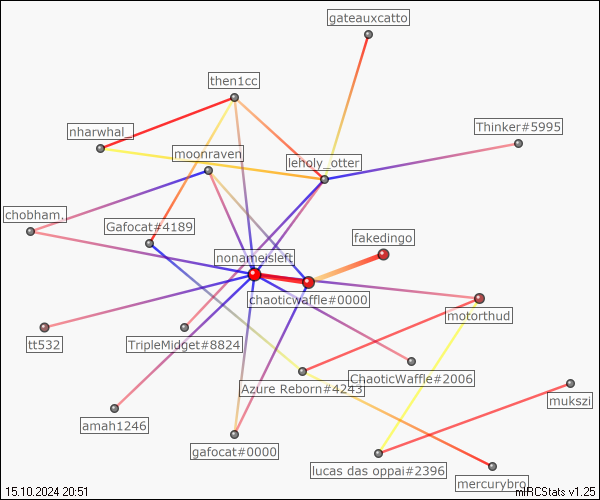 gateauxcatto
then1cc
nharwhal_
Thinker#5995
moonraven
leholy_otter
chobham,
Gafocat#4189
fakedingo
nonameisleft
chaoticwaffle#0000
motorthud
tt532
TripleMidget#8824
ChaoticWaffle#2006
Azure Reborn#4243
mukszi
amah1246
gafocat#0000
lucas das oppai#2396
mercurybro
15.10.2024 20:51
mIRCStats v1.25